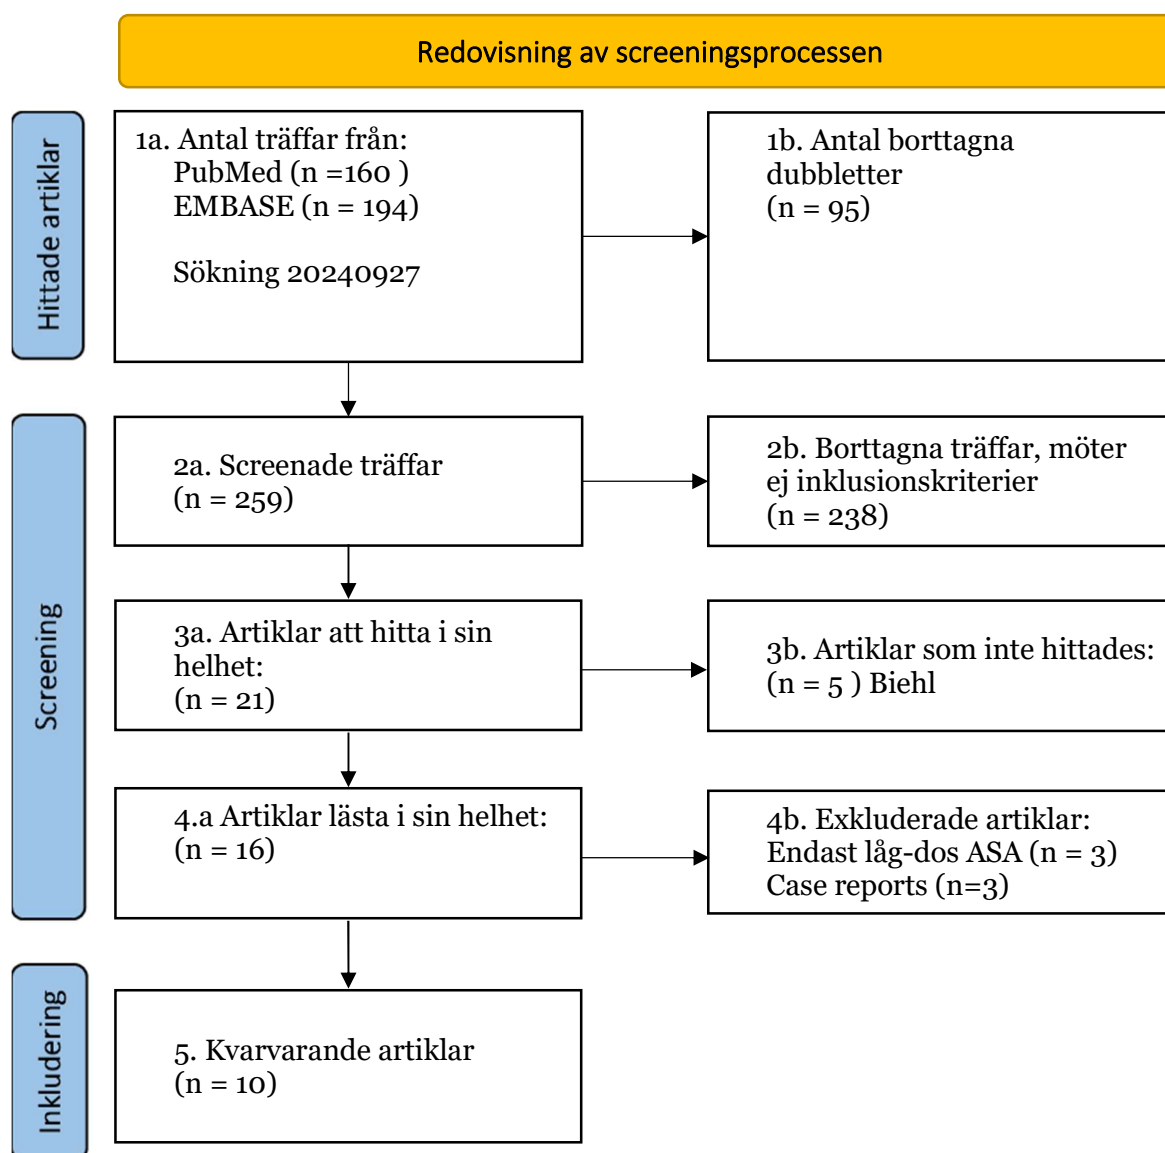 Redovisning av screeningsprocessen
Hittade artiklar
1a. Antal träffar från:
PubMed (n =160 )
EMBASE (n = 194)
Sökning 20240927
1b. Antal borttagna
dubbletter
(n = 95)
Screening
2a. Screenade träffar
(n = 259)
2b. Borttagna träffar, möter
ej inklusionskriterier
(n = 238)
3a. Artiklar att hitta i sin
helhet:
(n = 21)
3b. Artiklar som inte hittades:
(n = 5 ) Biehl
4.a Artiklar lästa i sin helhet:
(n = 16)
4b. Exkluderade artiklar:
Endast låg-dos ASA (n = 3)
Case reports (n=3)
Inkludering
5. Kvarvarande artiklar
(n = 10)